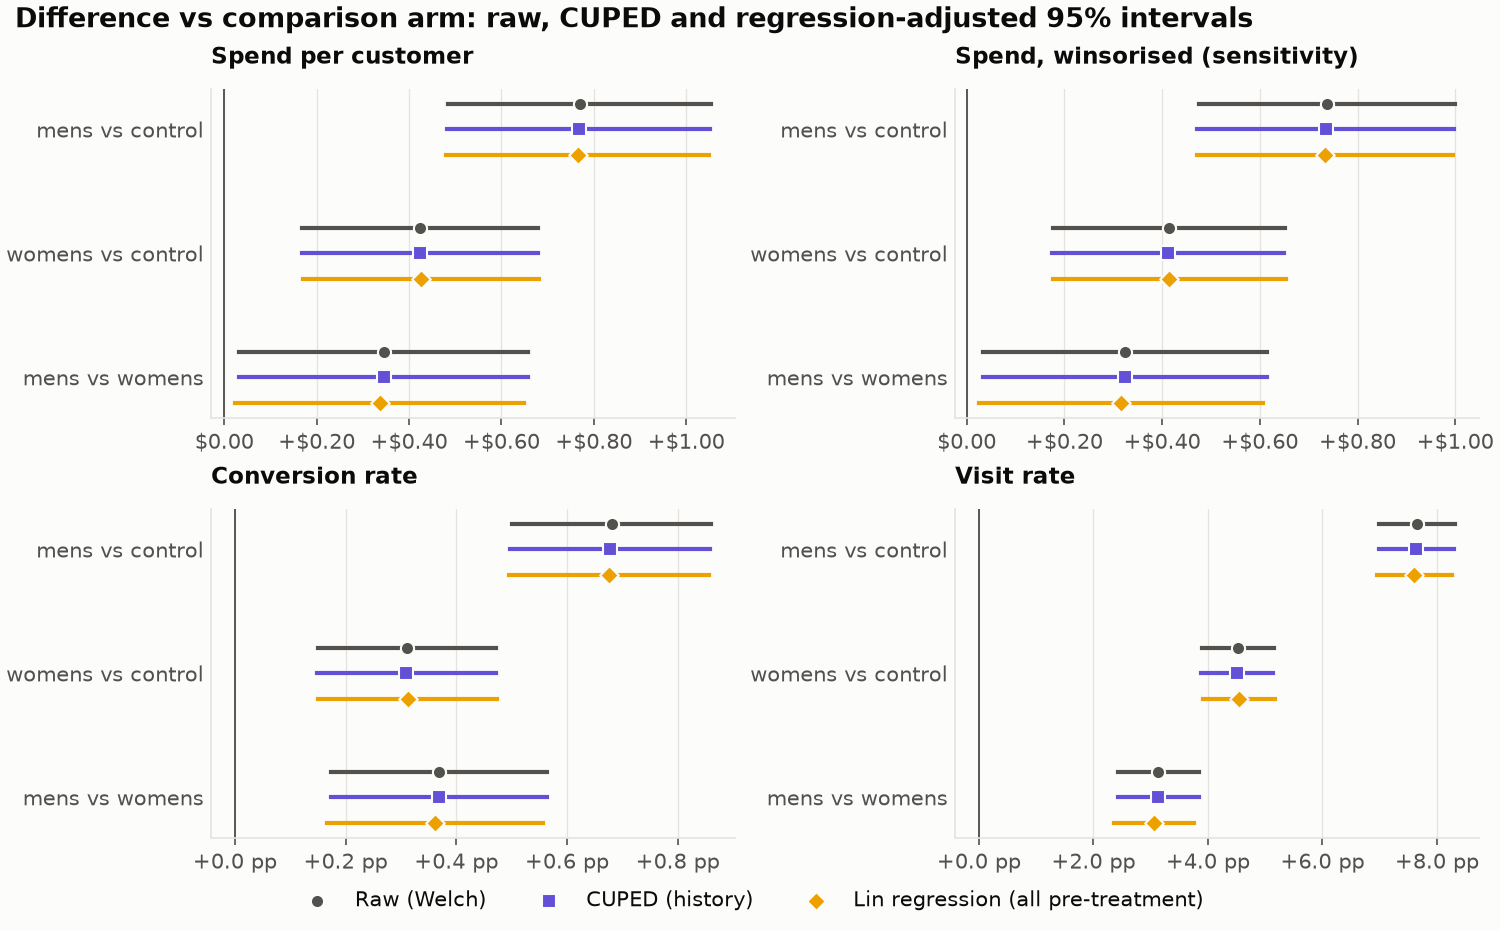 Difference vs comparison arm: raw, CUPED and regression-adjusted 95% intervals
Spend per customer
mens vs control
womens vs control
mens vs womens
$0.00 +$0.20 +$0.40 +$0.60 +$0.80 +$1.00
Spend, winsorised (sensitivity)
mens vs control
womens vs control
mens vs womens
$0.00 +$0.20 +$0.40 +$0.60 +$0.80 +$1.00
Conversion rate
mens vs control
womens vs control
mens vs womens
+0.0 pp +0.2 pp +0.4 pp +0.6 pp +0.8 pp
Visit rate
mens vs control
womens vs control
mens vs womens
+0.0 pp +2.0 pp +4.0 pp +6.0 pp +8.0 pp
Raw (Welch) CUPED (history) Lin regression (all pre-treatment)